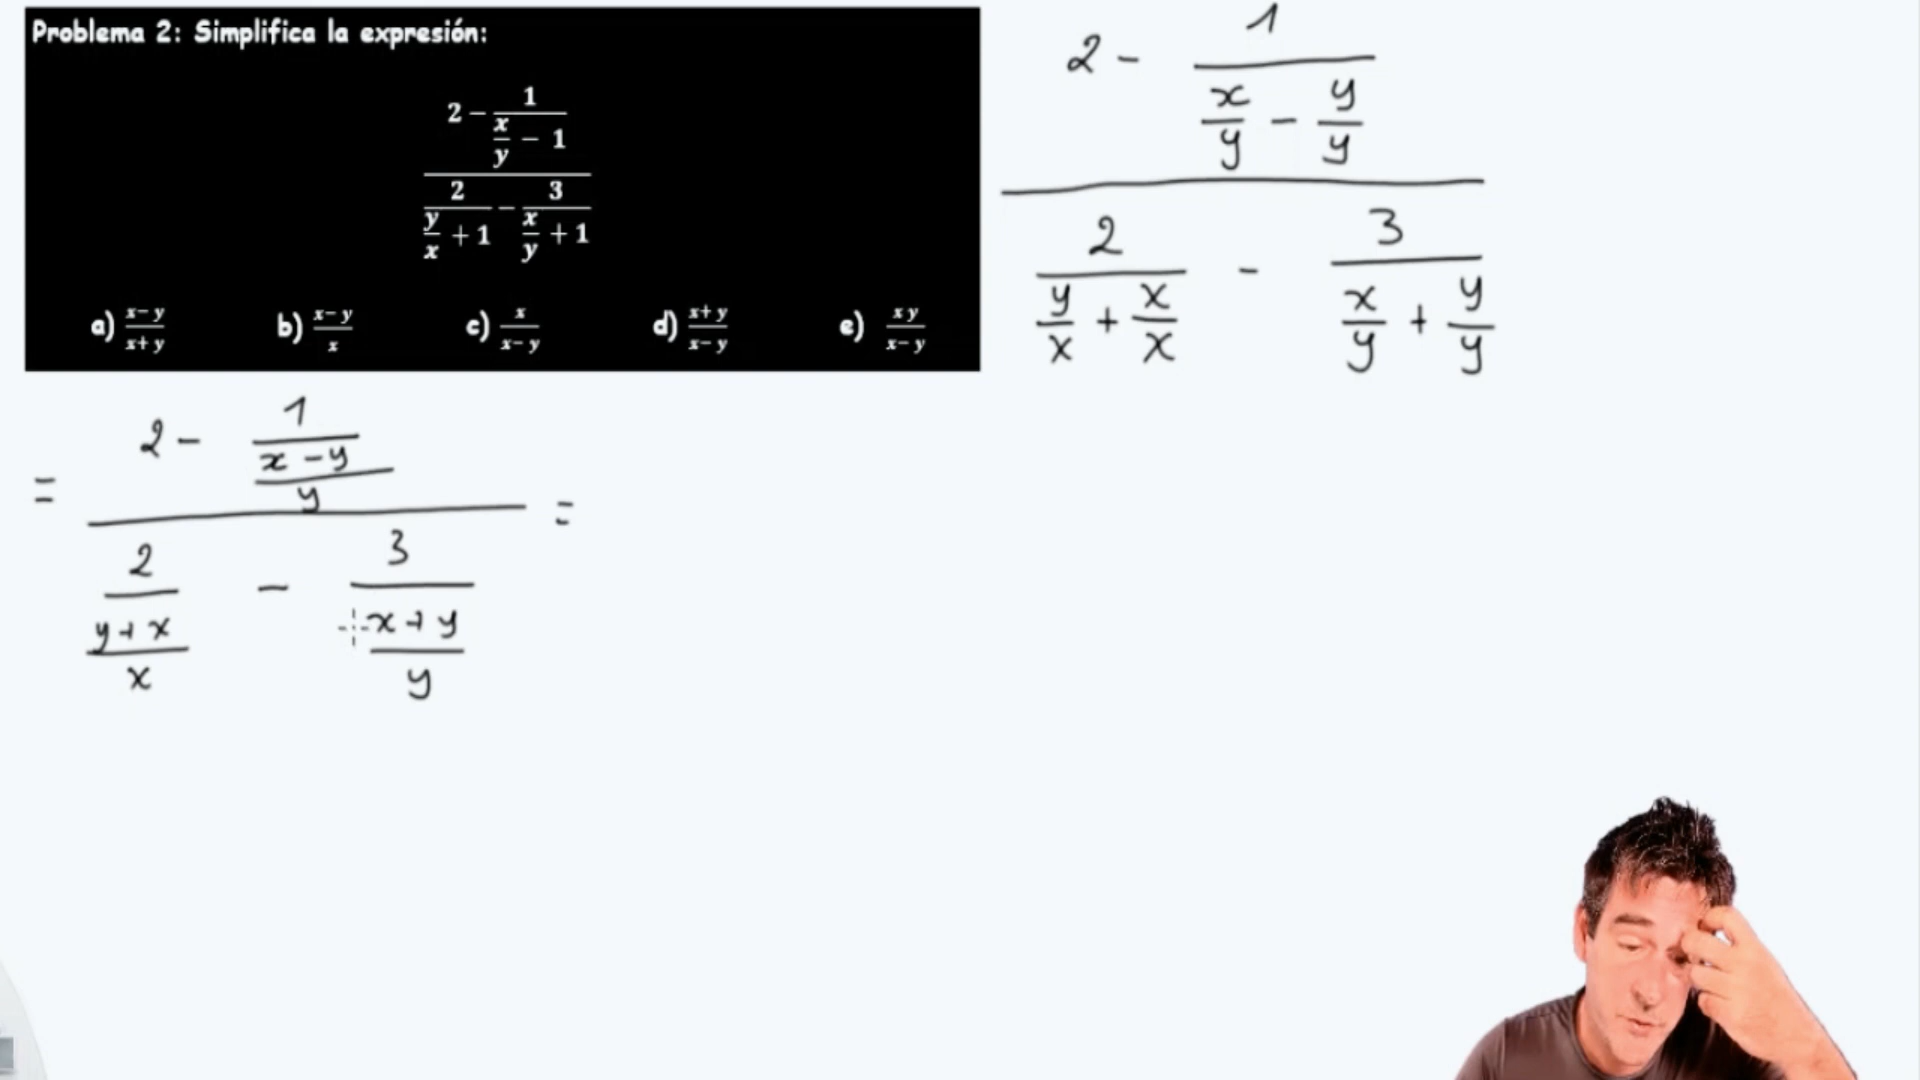 Problema 2: Simplifica la expresión:
2 - 1
x/y - 1
2 - 3
y/x + 1 x/y + 1
a) x- y/x+ y b) x- y/x c) x/x- y d) x+ y/x- y e) x y/x- y
2 - 1
x/y - y/y
2 - 3
y/x + x/x x/y + y/y
= 2 - 1 =
x - y
y
2 - 3
y + x x + y
x y